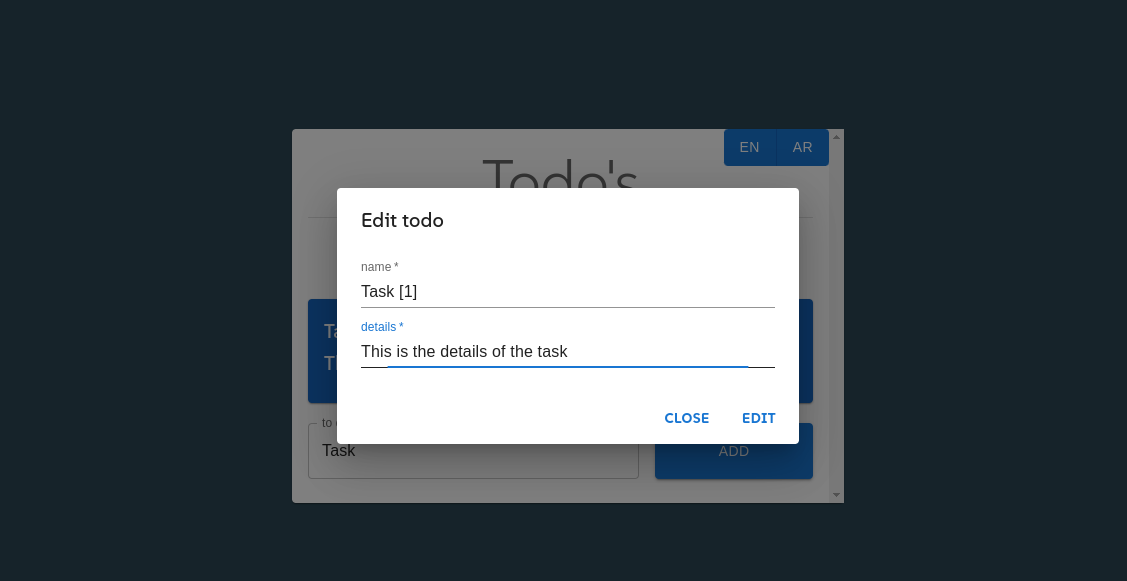 EN AR
Todo's
Edit todo
name *
Task [1]
details *
This is the details of the task
CLOSE EDIT
Task
ADD